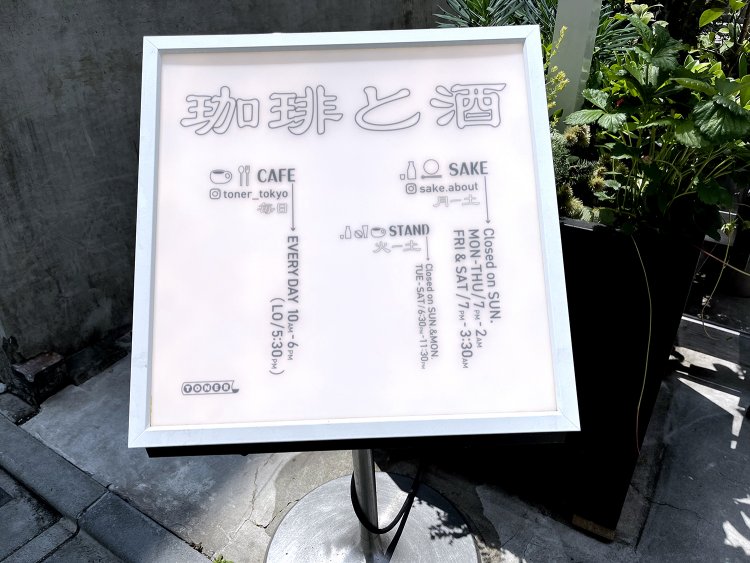 珈琲と酒
CAFE
toner_tokyo
毎日
EVERYDAY 10AM - 6PM
(LO/5:30PM)
SAKE
sake.about
月ー土
Closed on SUN.
MON-THU/7PM - 2AM
FRI & SAT/7PM - 3:30AM
STAND
火ー土
Closed on SUN.&MON.
TUE-SAT/6:30PM-11:30PM
TONER